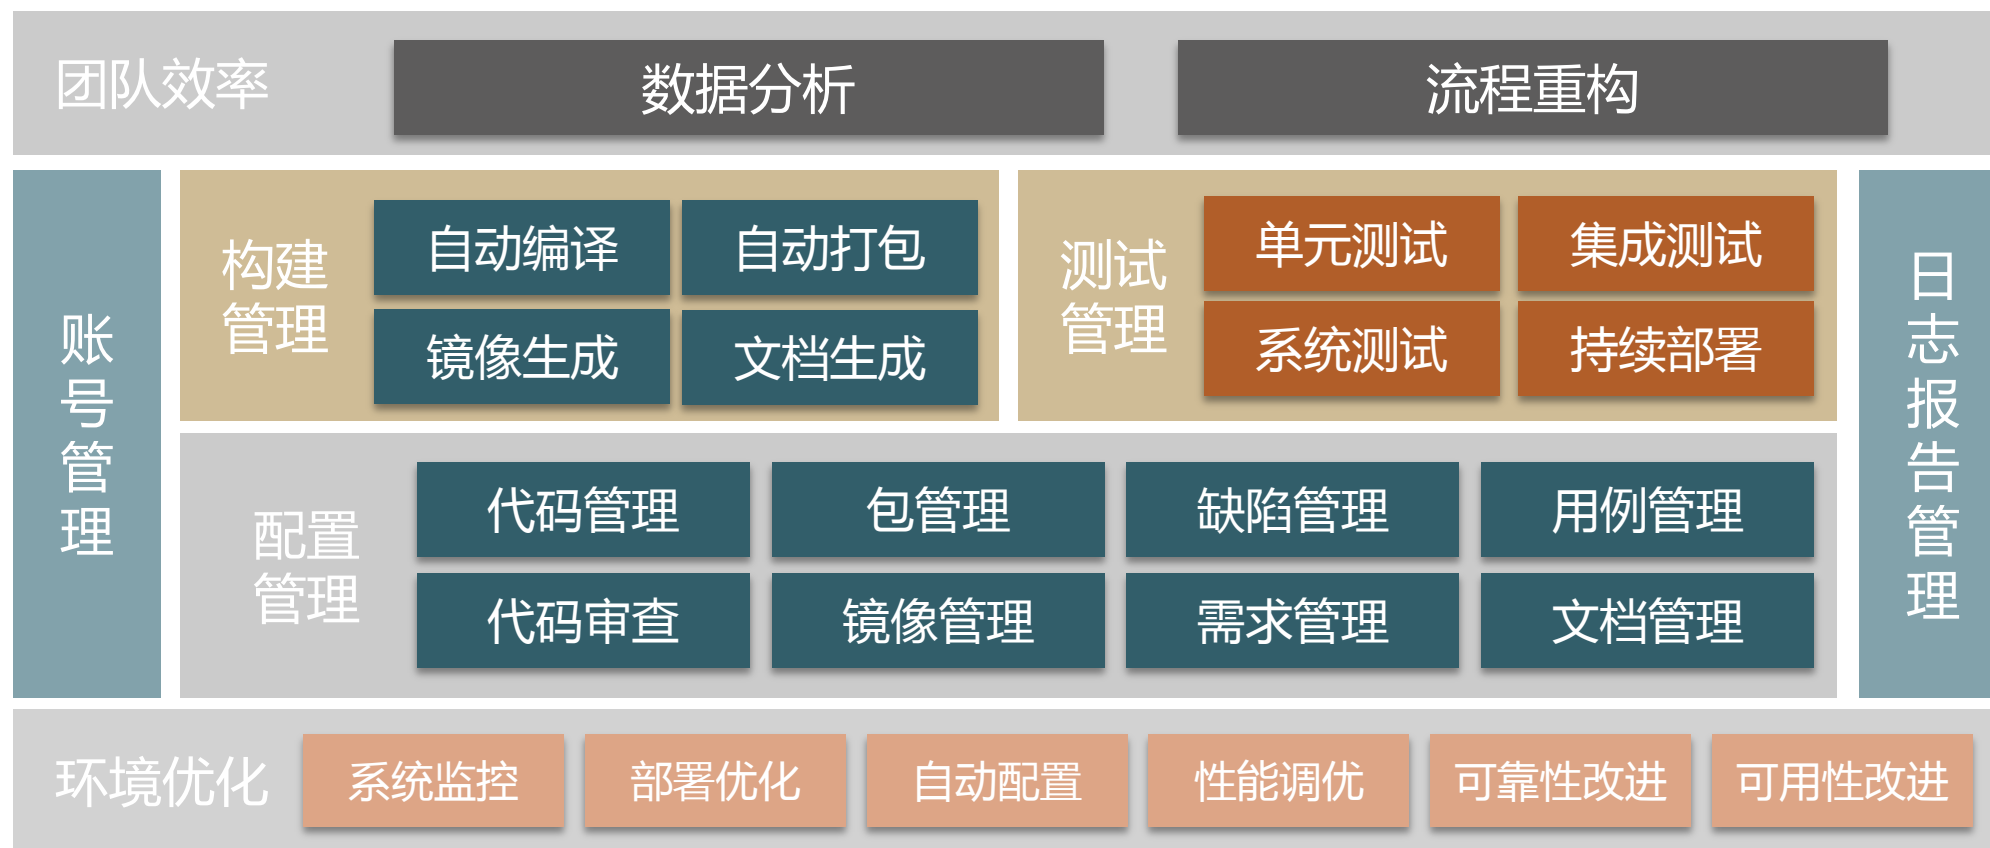 团队效率
数据分析
流程重构
账
号
管
理
构建
管理
自动编译
自动打包
镜像生成
文档生成
测试
管理
单元测试
集成测试
系统测试
持续部署
日
志
报
告
管
理
配置
管理
代码管理
包管理
缺陷管理
用例管理
代码审查
镜像管理
需求管理
文档管理
环境优化
系统监控
部署优化
自动配置
性能调优
可靠性改进
可用性改进